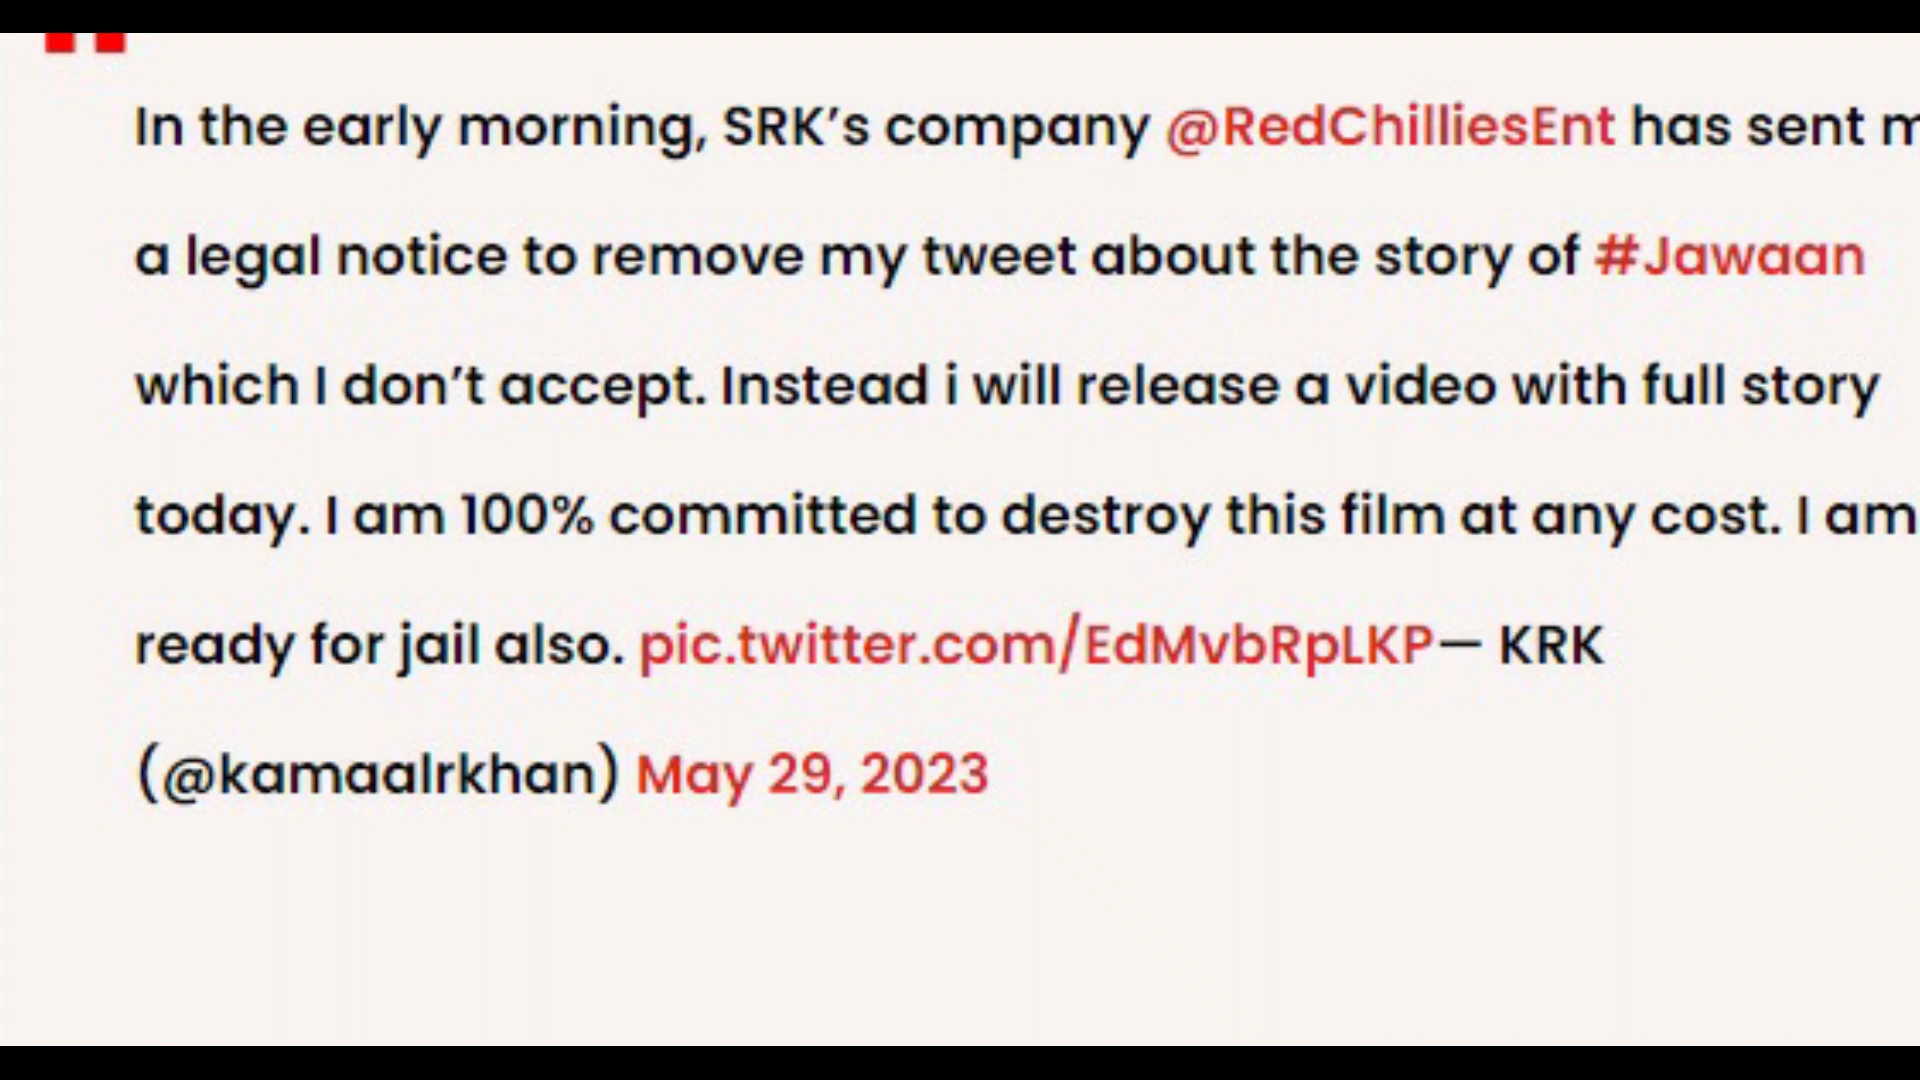 In the early morning, SRK’s company @RedChilliesEnt has sent
a legal notice to remove my tweet about the story of #Jawaan
which I don’t accept. Instead i will release a video with full story
today. I am 100% committed to destroy this film at any cost. I am
ready for jail also. pic.twitter.com/EdMvbRpLKP— KRK
(@kamaalrkhan) May 29, 2023